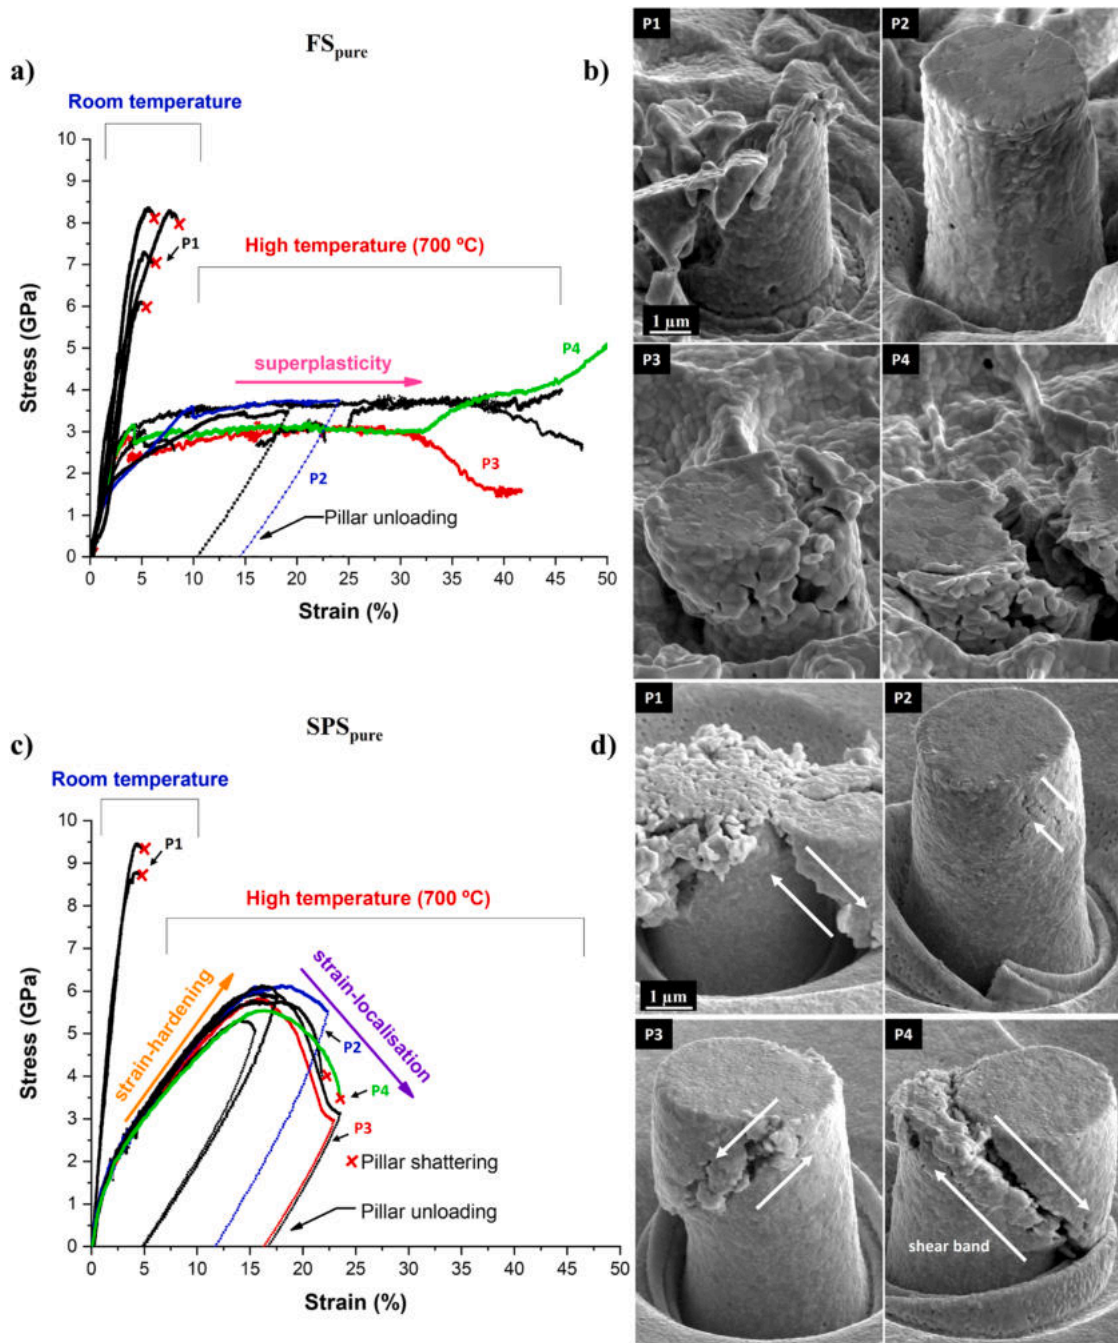 FSpure
a)
Room temperature
10
9
8
7
6
5
4
3
2
1
0
Stress (GPa)
P1
High temperature (700 ºC)
superplasticity
P4
P3
P2
Pillar unloading
0 5 10 15 20 25 30 35 40 45 50
Strain (%)
b)
P1
1 µm
P2
P3
P4
SPSpure
c)
Room temperature
10
9
8
7
6
5
4
3
2
1
0
Stress (GPa)
P1
High temperature (700 ºC)
strain-hardening
strain-localisation
P2
P4
P3
Pillar shattering
Pillar unloading
0 5 10 15 20 25 30 35 40 45 50
Strain (%)
d)
P1
1 µm
P2
P3
P4
shear band